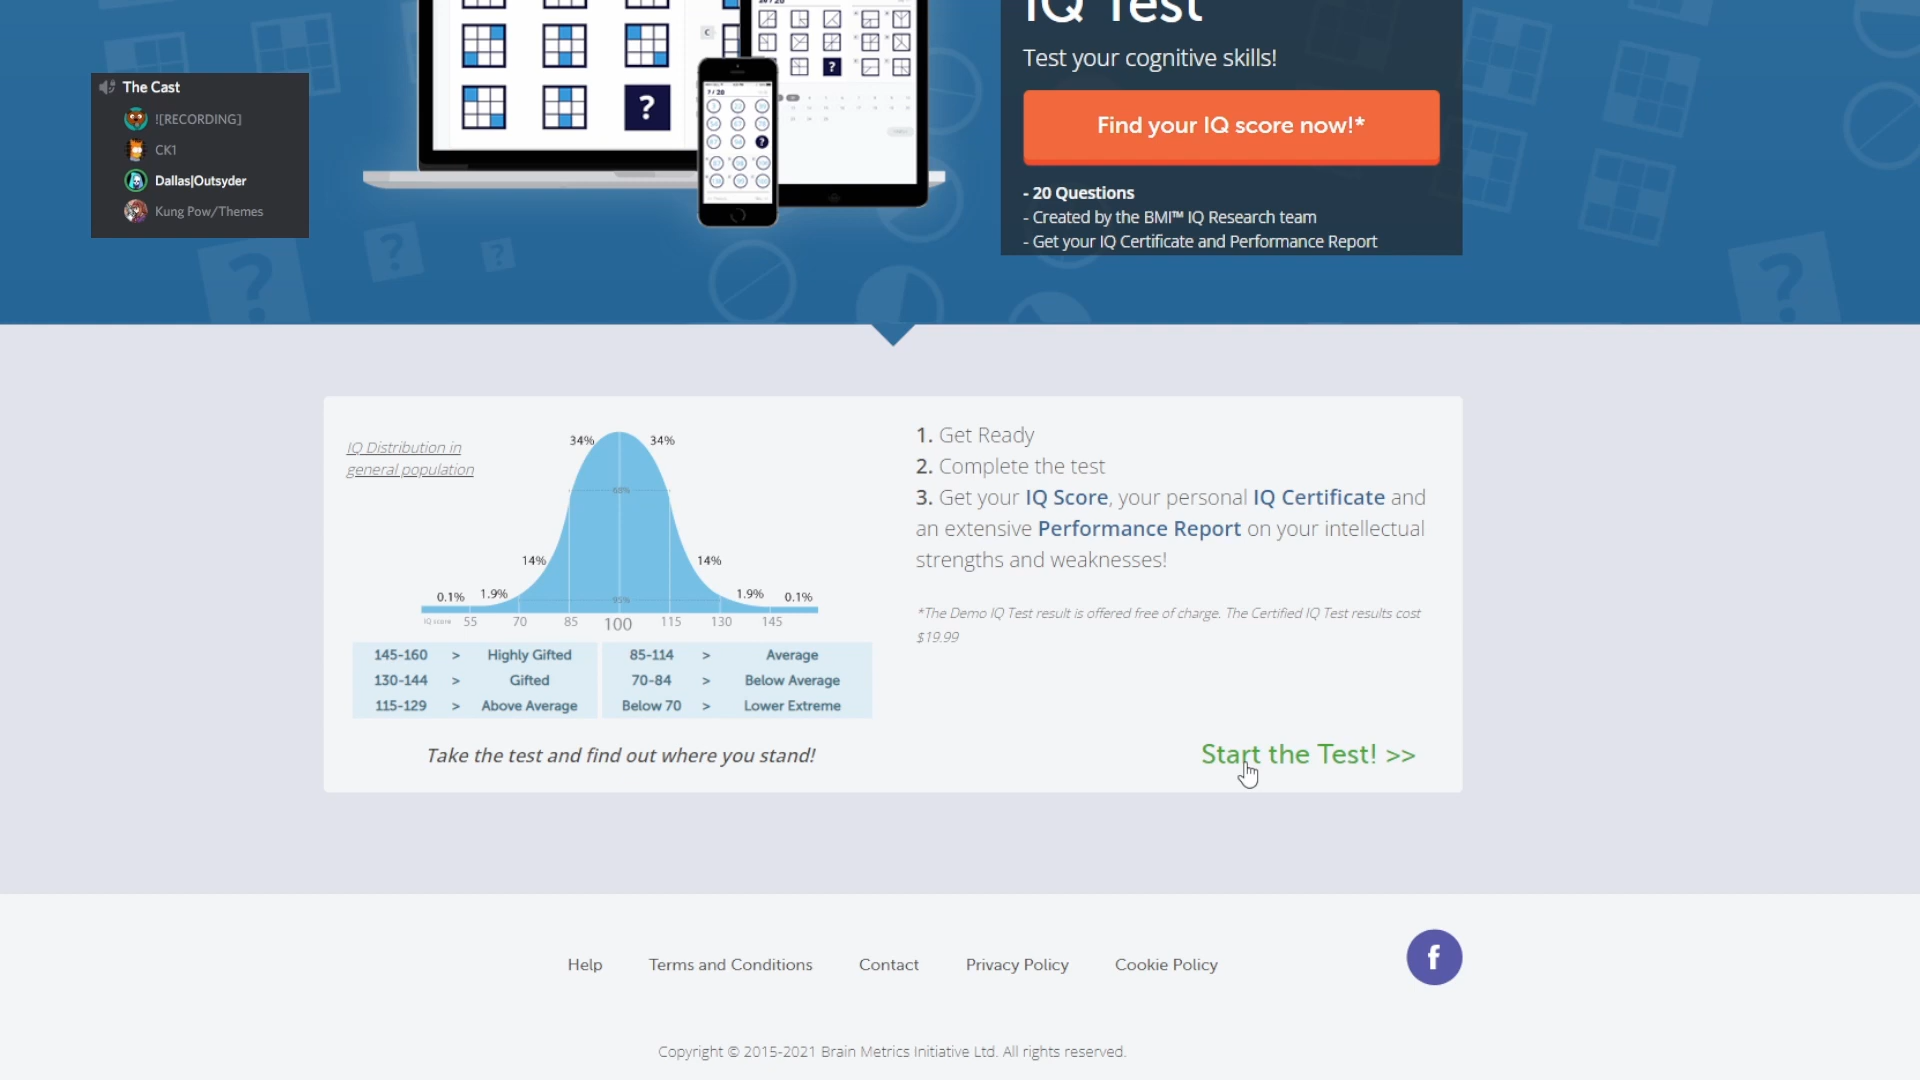 IQ Test
Test your cognitive skills!
Find your IQ score now!*
- 20 Questions
- Created by the BMI™ IQ Research team
- Get your IQ Certificate and Performance Report
The Cast
![RECORDING]
CK1
Dallas|Outsyder
Kung Pow/Themes
C
?
?
?
IQ Distribution in
general population
34% 34%
68%
14% 14%
0.1% 1.9% 95% 1.9% 0.1%
IQ score 55 70 85 100 115 130 145
145-160 > Highly Gifted 85-114 > Average
130-144 > Gifted 70-84 > Below Average
115-129 > Above Average Below 70 > Lower Extreme
Take the test and find out where you stand!
1. Get Ready
2. Complete the test
3. Get your IQ Score, your personal IQ Certificate and
an extensive Performance Report on your intellectual
strengths and weaknesses!
*The Demo IQ Test result is offered free of charge. The Certified IQ Test results cost
$19.99
Start the Test! >>
Help Terms and Conditions Contact Privacy Policy Cookie Policy
f
Copyright © 2015-2021 Brain Metrics Initiative Ltd. All rights reserved.